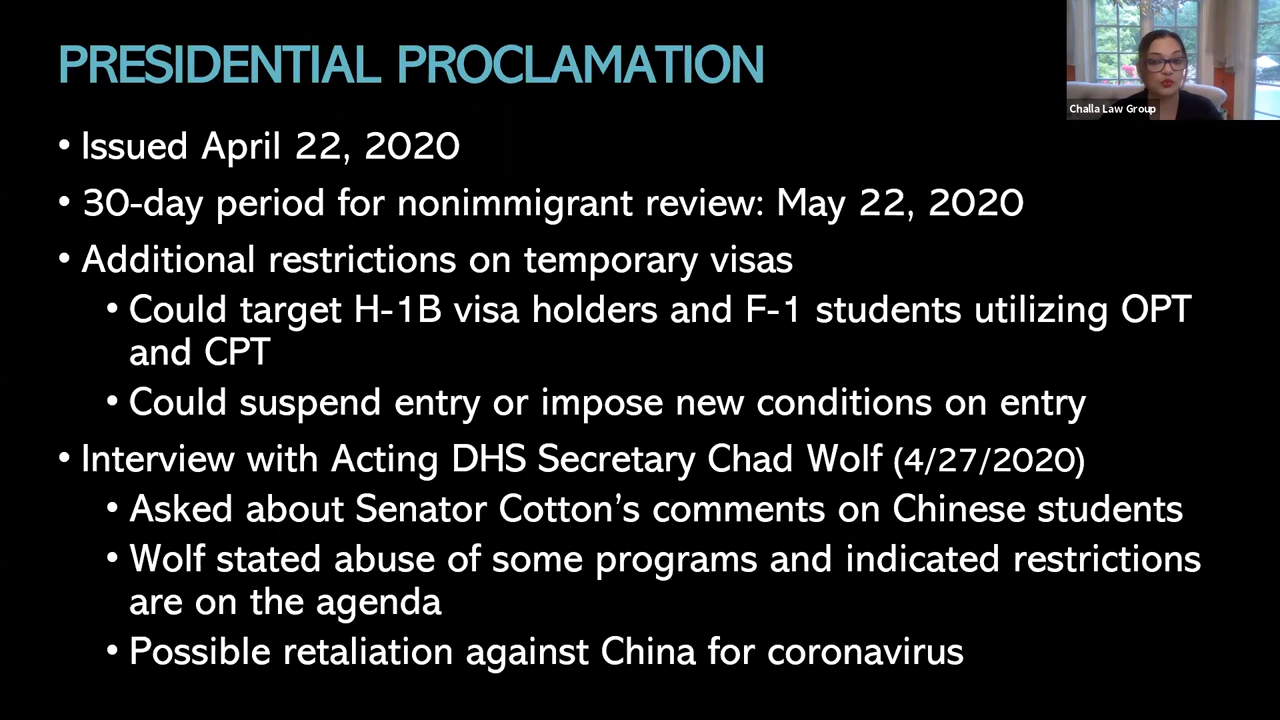 PRESIDENTIAL PROCLAMATION
Challa Law Group
• Issued April 22, 2020
• 30-day period for nonimmigrant review: May 22, 2020
• Additional restrictions on temporary visas
• Could target H-1B visa holders and F-1 students utilizing OPT
and CPT
• Could suspend entry or impose new conditions on entry
• Interview with Acting DHS Secretary Chad Wolf (4/27/2020)
• Asked about Senator Cotton’s comments on Chinese students
• Wolf stated abuse of some programs and indicated restrictions
are on the agenda
• Possible retaliation against China for coronavirus